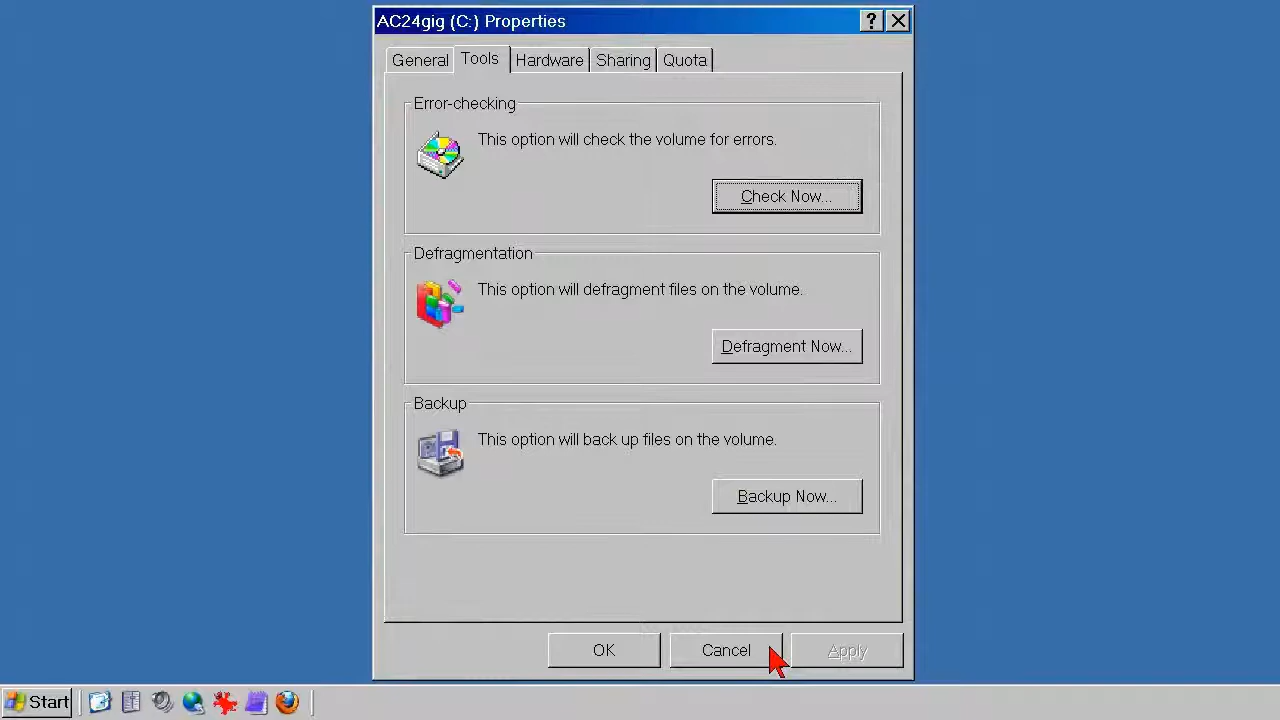 AC24gig (C:) Properties
General Tools Hardware Sharing Quota
Error-checking
This option will check the volume for errors.
Check Now...
Defragmentation
This option will defragment files on the volume.
Defragment Now...
Backup
This option will back up files on the volume.
Backup Now...
OK Cancel Apply
Start